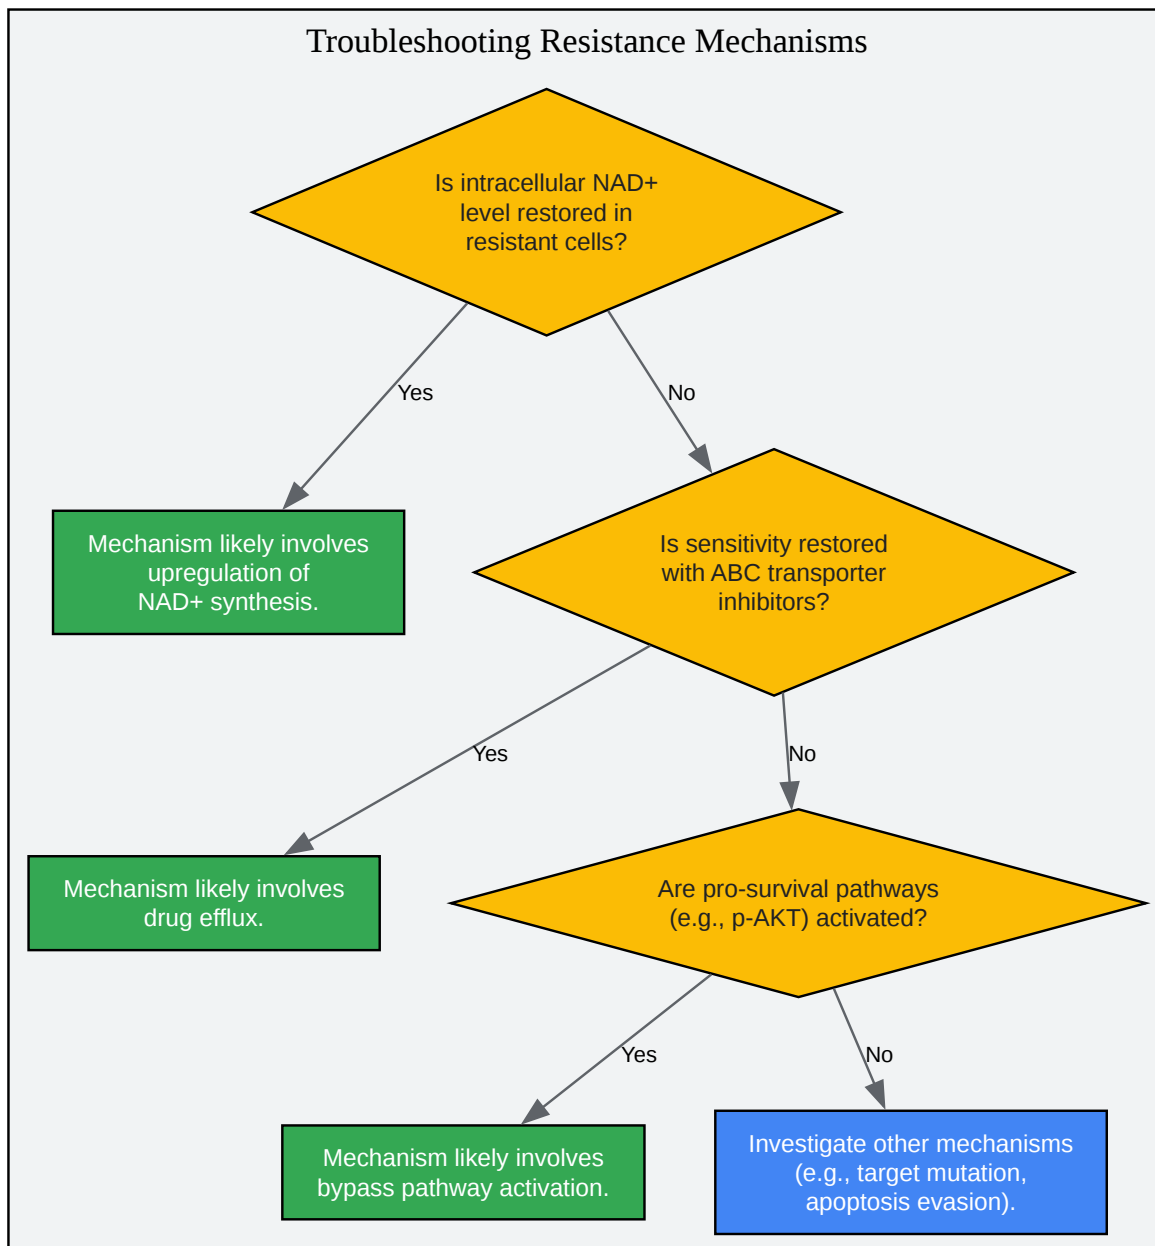 Troubleshooting Resistance Mechanisms
Is intracellular NAD+
level restored in
resistant cells?
Yes
No
Mechanism likely involves
upregulation of
NAD+ synthesis.
Is sensitivity restored
with ABC transporter
inhibitors?
Yes
No
Mechanism likely involves
drug efflux.
Are pro-survival pathways
(e.g., p-AKT) activated?
Yes
No
Mechanism likely involves
bypass pathway activation.
Investigate other mechanisms
(e.g., target mutation,
apoptosis evasion).